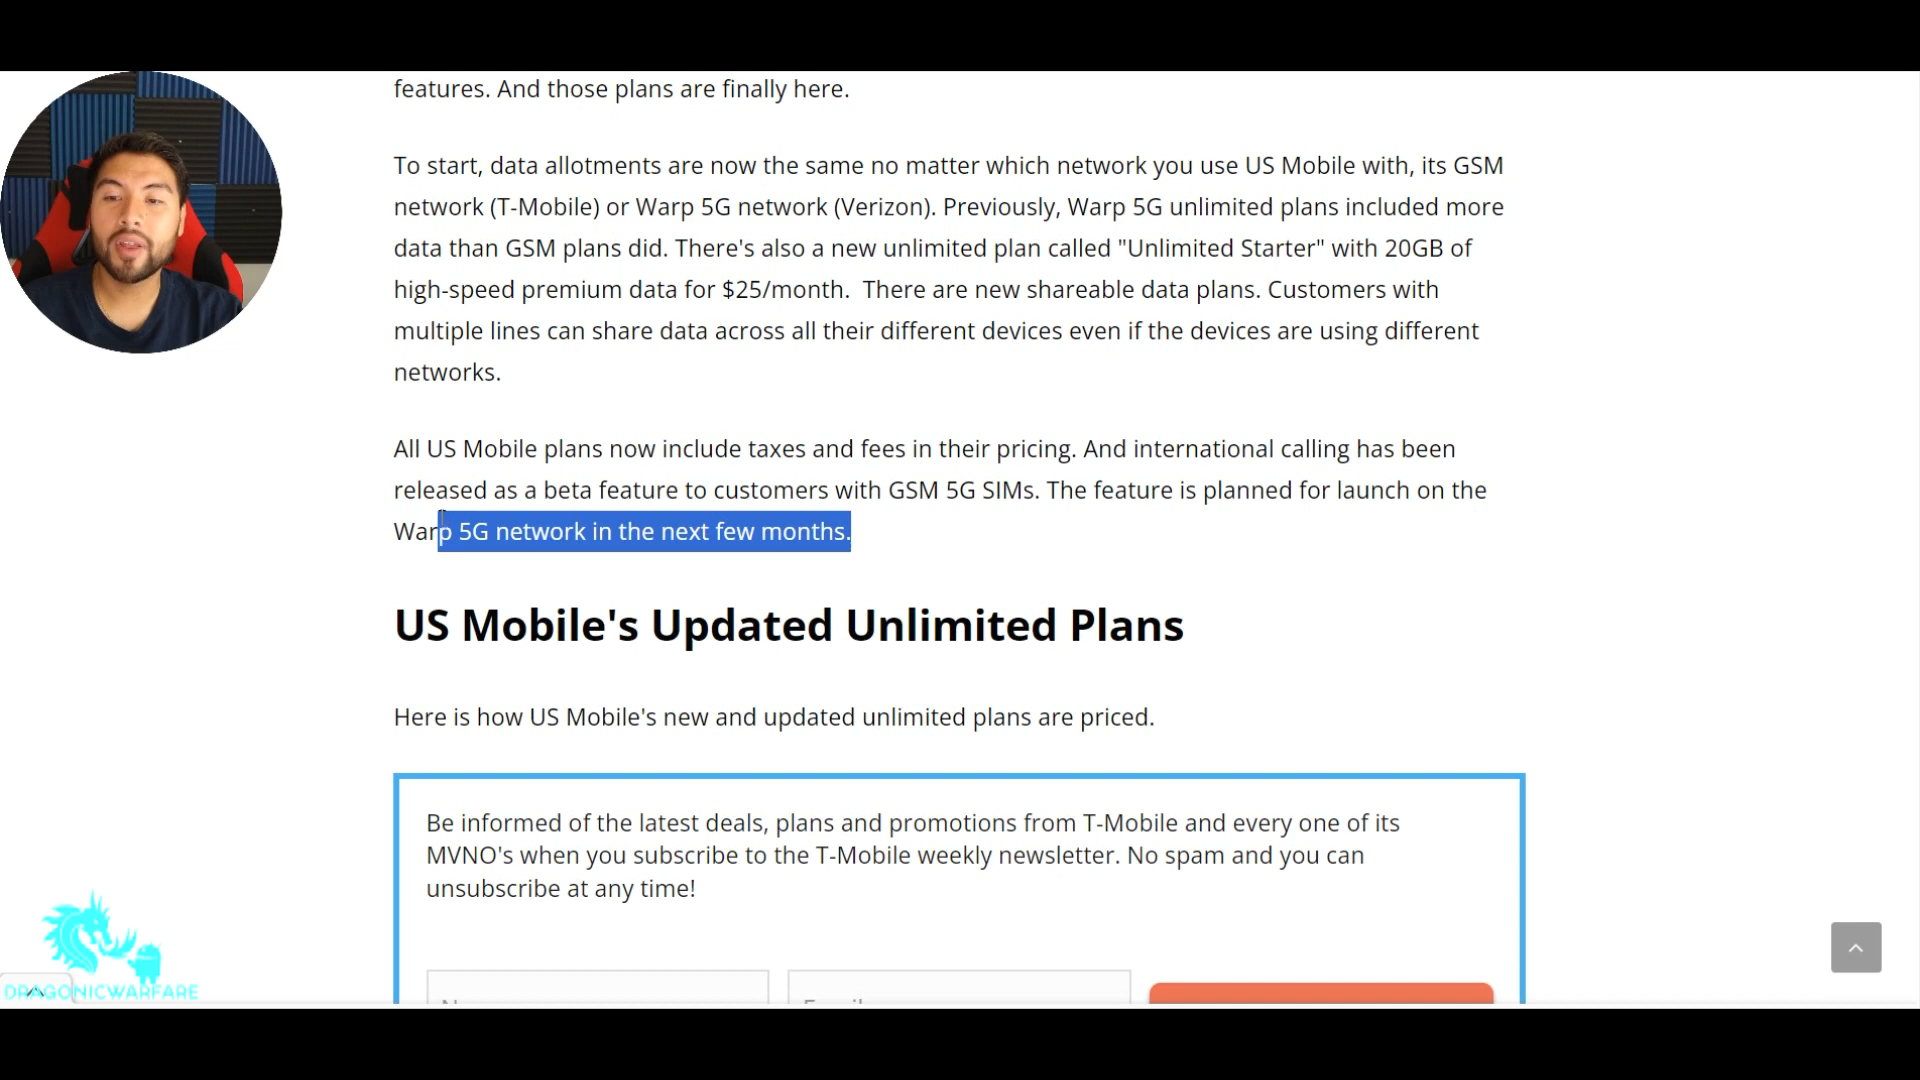 features. And those plans are finally here.
To start, data allotments are now the same no matter which network you use US Mobile with, its GSM
network (T-Mobile) or Warp 5G network (Verizon). Previously, Warp 5G unlimited plans included more
data than GSM plans did. There's also a new unlimited plan called "Unlimited Starter" with 20GB of
high-speed premium data for $25/month.  There are new shareable data plans. Customers with
multiple lines can share data across all their different devices even if the devices are using different
networks.
All US Mobile plans now include taxes and fees in their pricing. And international calling has been
released as a beta feature to customers with GSM 5G SIMs. The feature is planned for launch on the
Warp 5G network in the next few months.
US Mobile's Updated Unlimited Plans
Here is how US Mobile's new and updated unlimited plans are priced.
Be informed of the latest deals, plans and promotions from T-Mobile and every one of its
MVNO's when you subscribe to the T-Mobile weekly newsletter. No spam and you can
unsubscribe at any time!
DRAGONICWARFARE